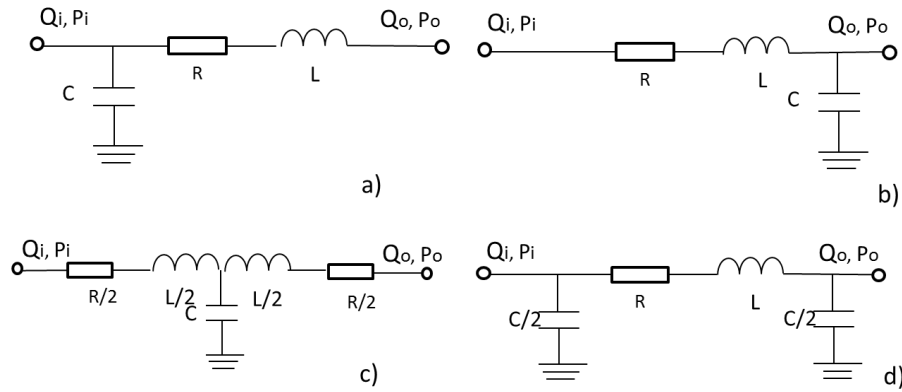 Qi, Pi Qo, Po
C R L
a)
Qi, Pi Qo, Po
R L C
b)
Qi, Pi Qo, Po
R/2 L/2 C L/2 R/2
c)
Qi, Pi Qo, Po
C/2 R L C/2
d)